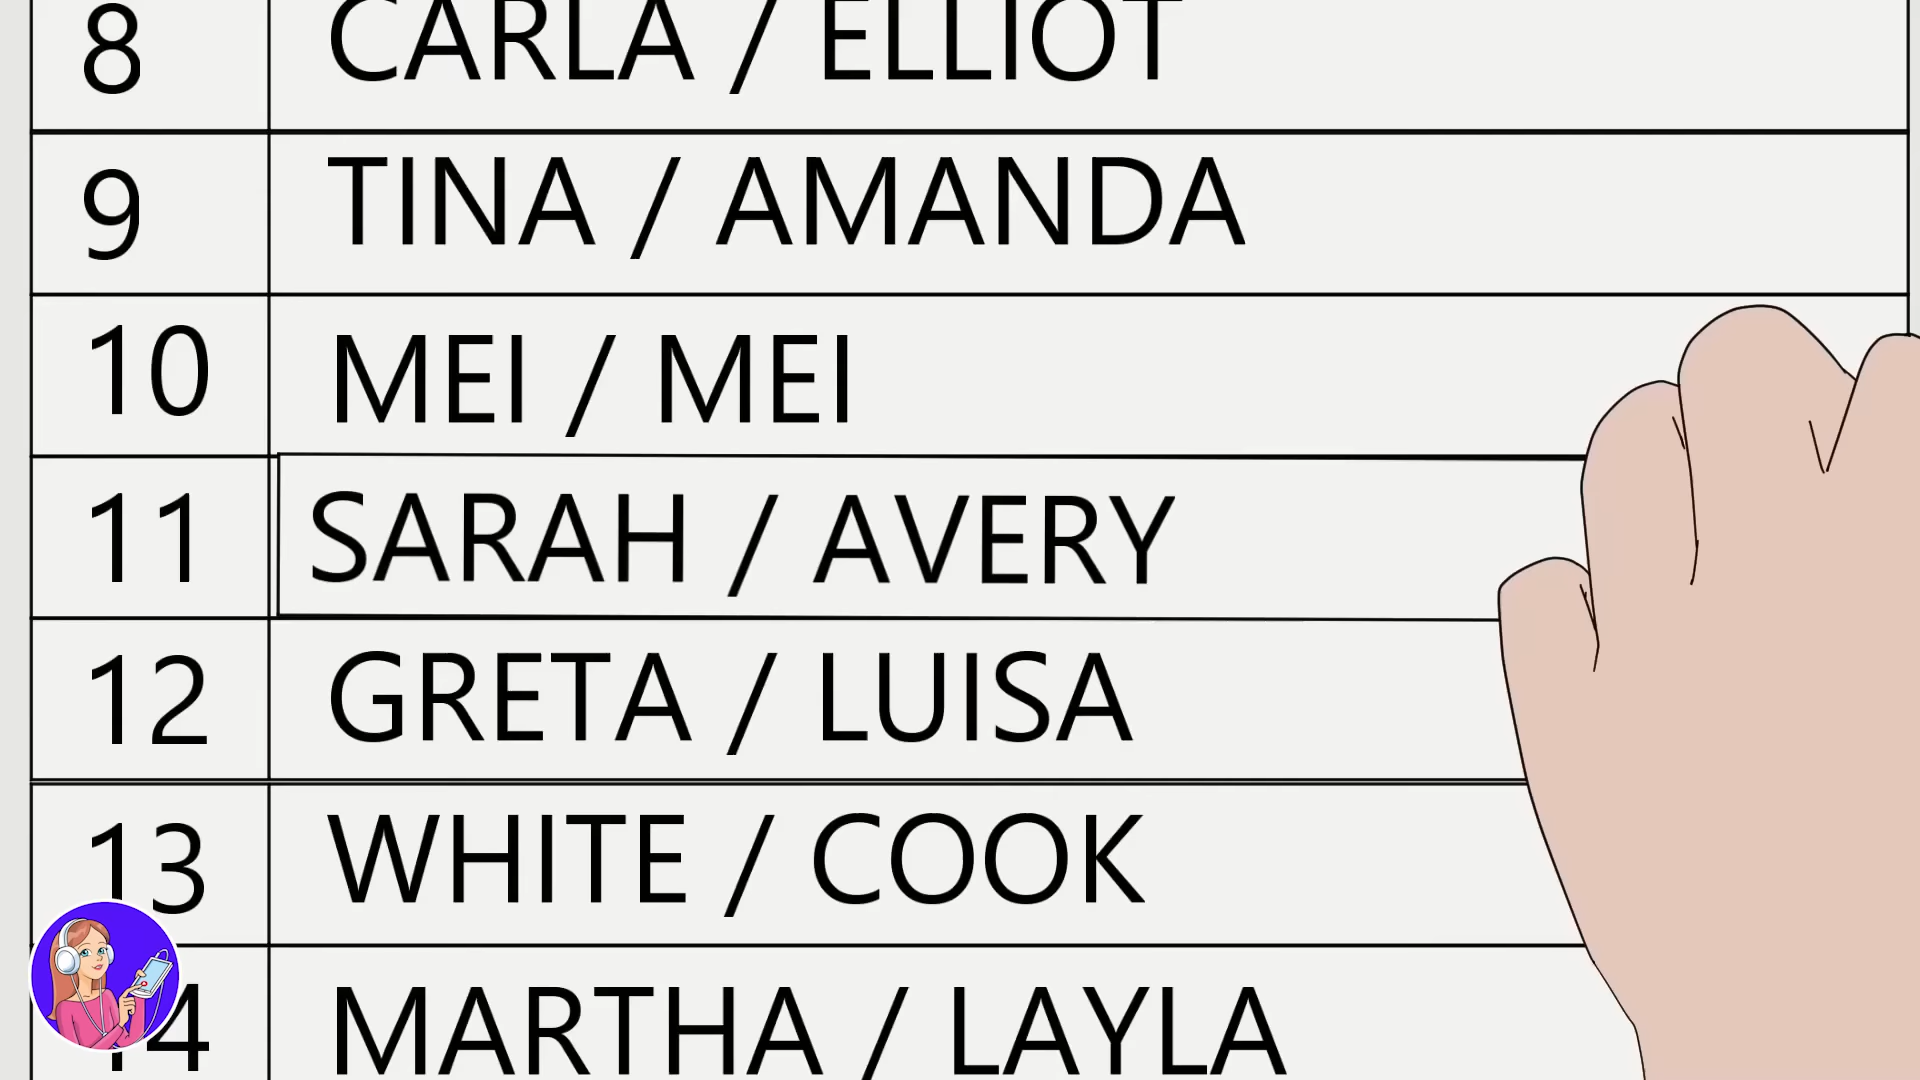 8 CARLA / ELLIOT
9 TINA / AMANDA
10 MEI / MEI
11 SARAH / AVERY
12 GRETA / LUISA
13 WHITE / COOK
14 MARTHA / LAYLA